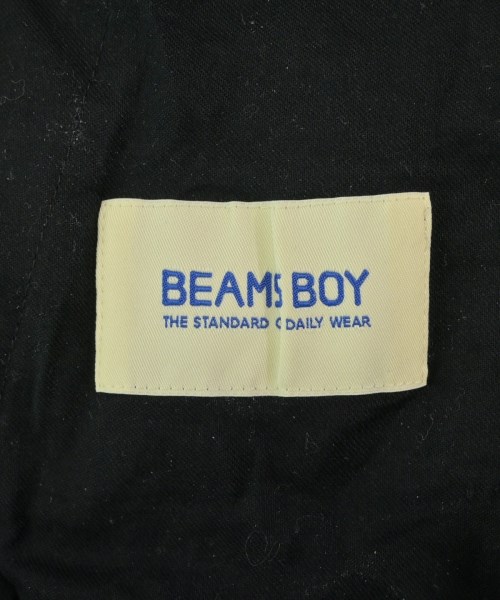 BEAMS BOY
THE STANDARD O DAILY WEAR